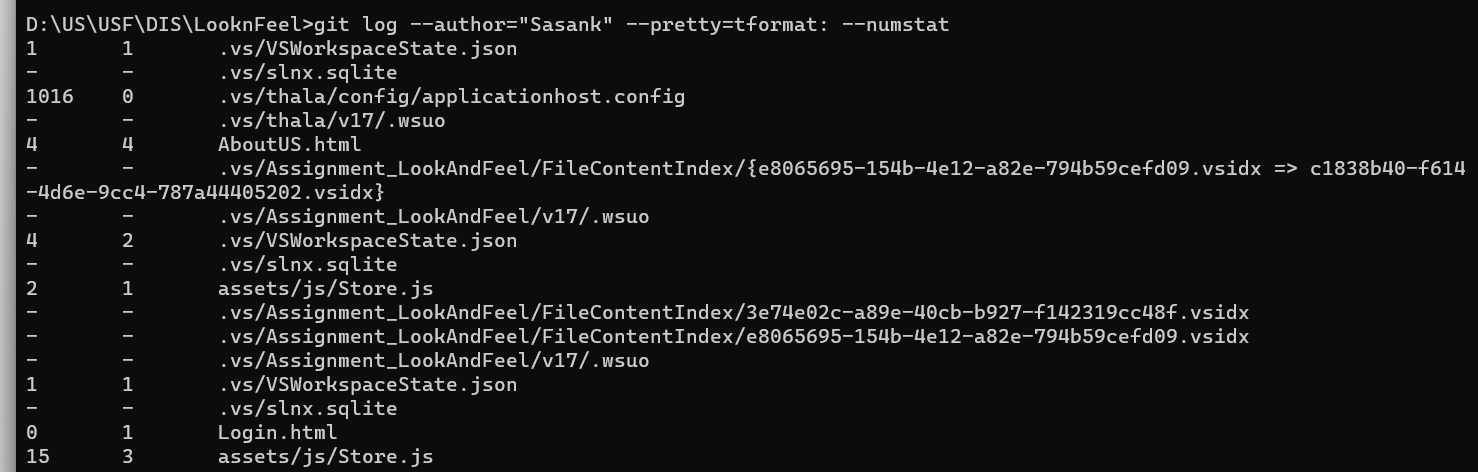 D:\US\USF\DIS\LooknFeel>git log --author="Sasank" --pretty=tformat: --numstat
1       1       .vs/VSWorkspaceState.json
-       -       .vs/slnx.sqlite
1016    0       .vs/thala/config/applicationhost.config
-       -       .vs/thala/v17/.wsuo
4       4       AboutUS.html
-       -       .vs/Assignment_LookAndFeel/FileContentIndex/{e8065695-154b-4e12-a82e-794b59cefd09.vsidx => c1838b40-f614
-4d6e-9cc4-787a44405202.vsidx}
-       -       .vs/Assignment_LookAndFeel/v17/.wsuo
4       2       .vs/VSWorkspaceState.json
-       -       .vs/slnx.sqlite
2       1       assets/js/Store.js
-       -       .vs/Assignment_LookAndFeel/FileContentIndex/3e74e02c-a89e-40cb-b927-f142319cc48f.vsidx
-       -       .vs/Assignment_LookAndFeel/FileContentIndex/e8065695-154b-4e12-a82e-794b59cefd09.vsidx
-       -       .vs/Assignment_LookAndFeel/v17/.wsuo
1       1       .vs/VSWorkspaceState.json
-       -       .vs/slnx.sqlite
0       1       Login.html
15      3       assets/js/Store.js